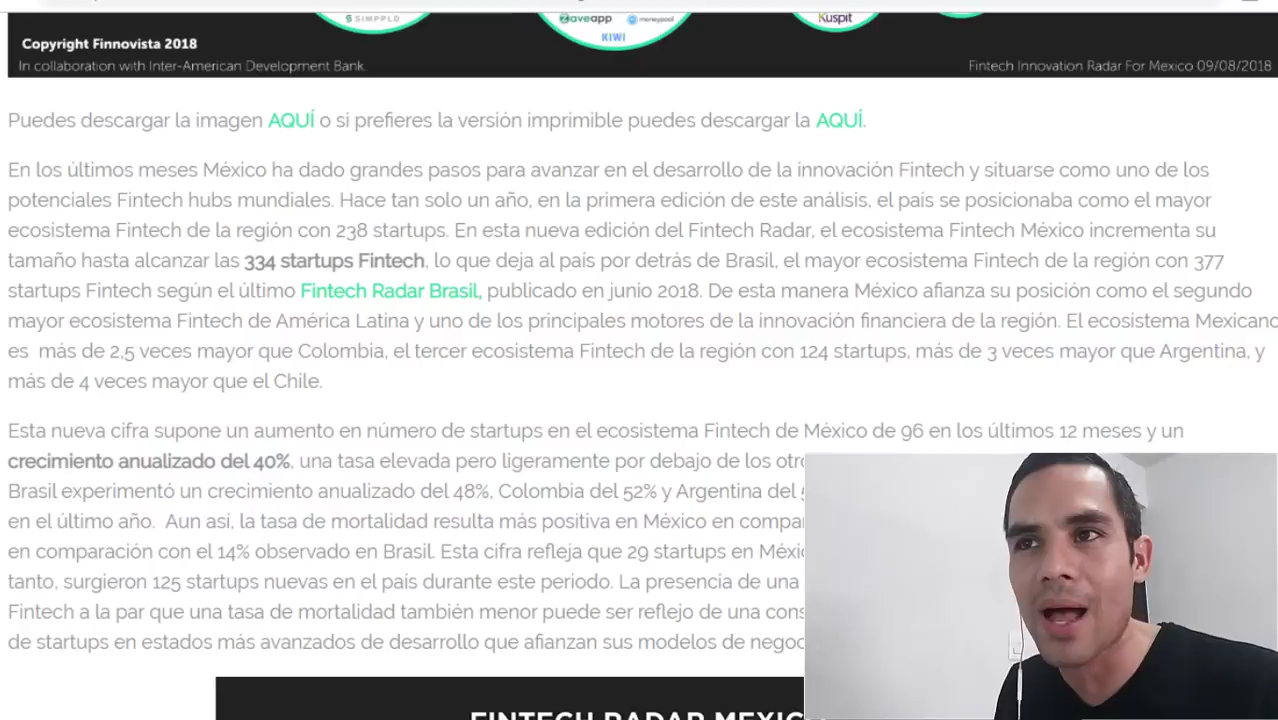 SIMPPLO
aveapp moneypool Kuspit
KIWI
Copyright Finnovista 2018
In collaboration with Inter-American Development Bank.
Fintech Innovation Radar For Mexico 09/08/2018
Puedes descargar la imagen AQUÍ o si prefieres la versión imprimible puedes descargar la AQUÍ.
En los últimos meses México ha dado grandes pasos para avanzar en el desarrollo de la innovación Fintech y situarse como uno de los
potenciales Fintech hubs mundiales. Hace tan solo un año, en la primera edición de este análisis, el país se posicionaba como el mayor
ecosistema Fintech de la región con 238 startups. En esta nueva edición del Fintech Radar, el ecosistema Fintech México incrementa su
tamaño hasta alcanzar las 334 startups Fintech, lo que deja al país por detrás de Brasil, el mayor ecosistema Fintech de la región con 377
startups Fintech según el último Fintech Radar Brasil, publicado en junio 2018. De esta manera México afianza su posición como el segundo
mayor ecosistema Fintech de América Latina y uno de los principales motores de la innovación financiera de la región. El ecosistema Mexicano
es más de 2,5 veces mayor que Colombia, el tercer ecosistema Fintech de la región con 124 startups, más de 3 veces mayor que Argentina, y
más de 4 veces mayor que el Chile.
Esta nueva cifra supone un aumento en número de startups en el ecosistema Fintech de México de 96 en los últimos 12 meses y un
crecimiento anualizado del 40%, una tasa elevada pero ligeramente por debajo de los otr
Brasil experimentó un crecimiento anualizado del 48%, Colombia del 52% y Argentina del
en el último año. Aun así, la tasa de mortalidad resulta más positiva en México en compar
en comparación con el 14% observado en Brasil. Esta cifra refleja que 29 startups en Méxi
tanto, surgieron 125 startups nuevas en el país durante este periodo. La presencia de una
Fintech a la par que una tasa de mortalidad también menor puede ser reflejo de una cons
de startups en estados más avanzados de desarrollo que afianzan sus modelos de negoc
FINTECH RADAR MEXIC